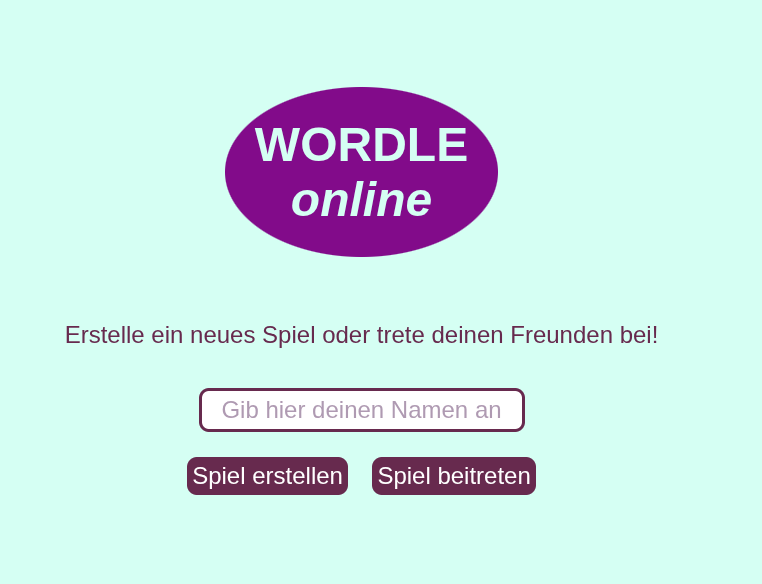 WORDLE
online
Erstelle ein neues Spiel oder trete deinen Freunden bei!
Gib hier deinen Namen an
Spiel erstellen Spiel beitreten